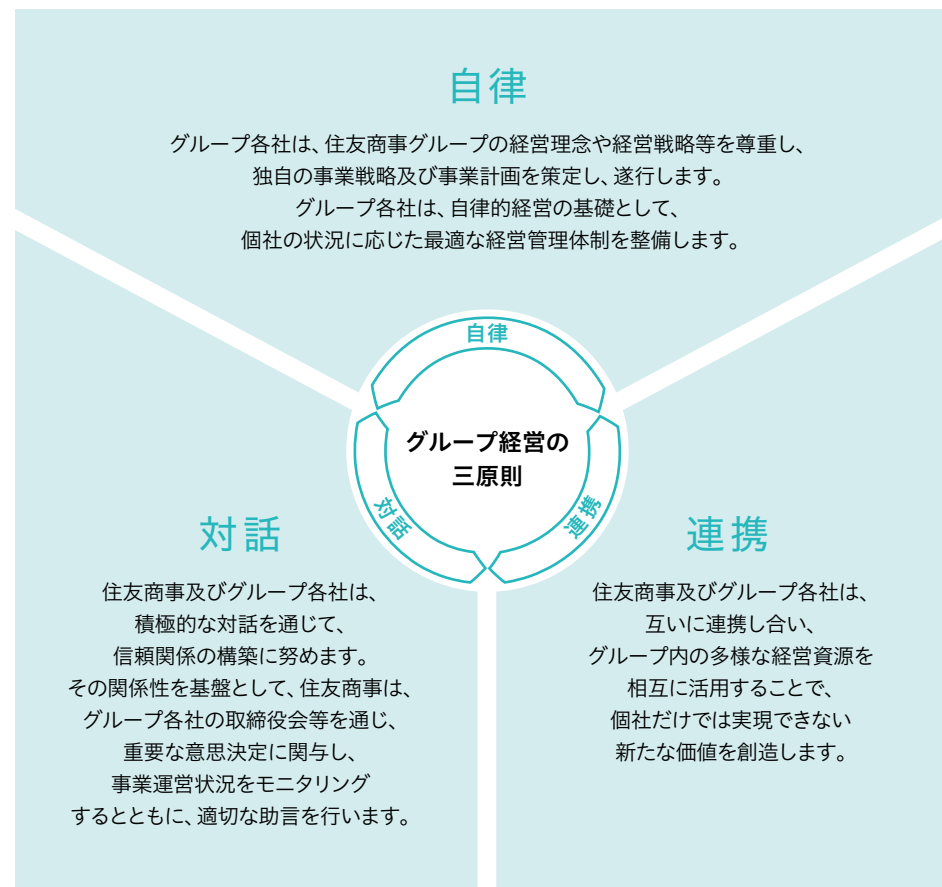 自律
グループ各社は、住友商事グループの経営理念や経営戦略等を尊重し、
独自の事業戦略及び事業計画を策定し、遂行します。
グループ各社は、自律的経営の基礎として、
個社の状況に応じた最適な経営管理体制を整備します。
自律
グループ経営の
三原則
対話
連携
対話
住友商事及びグループ各社は、
積極的な対話を通じて、
信頼関係の構築に努めます。
その関係性を基盤として、住友商事は、
グループ各社の取締役会等を通じ、
重要な意思決定に関与し、
事業運営状況をモニタリング
するとともに、適切な助言を行います。
連携
住友商事及びグループ各社は、
互いに連携し合い、
グループ内の多様な経営資源を
相互に活用することで、
個社だけでは実現できない
新たな価値を創造します。